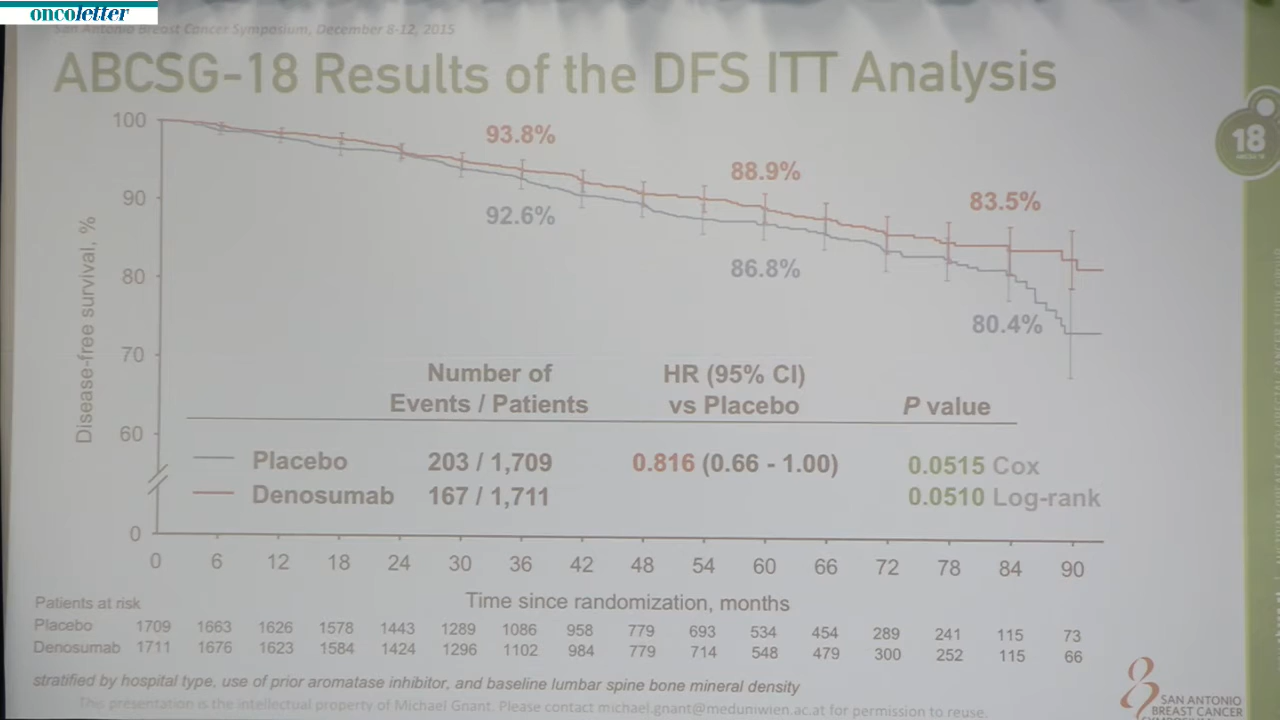 oncoletter
San Antonio Breast Cancer Symposium, December 8-12, 2015
ABCSG-18 Results of the DFS ITT Analysis
18
Disease-free survival, %
100
90
80
70
60
0
93.8%
92.6%
88.9%
86.8%
83.5%
80.4%
Number of Events / Patients
HR (95% CI) vs Placebo
P value
Placebo 203 / 1,709 0.816 (0.66 - 1.00) 0.0515 Cox
Denosumab 167 / 1,711 0.0510 Log-rank
0 6 12 18 24 30 36 42 48 54 60 66 72 78 84 90
Time since randomization, months
Patients at risk
Placebo 1709 1663 1626 1578 1443 1289 1086 958 779 693 534 454 289 241 115 73
Denosumab 1711 1676 1623 1584 1424 1296 1102 984 779 714 548 479 300 252 115 66
stratified by hospital type, use of prior aromatase inhibitor, and baseline lumbar spine bone mineral density
This presentation is the intellectual property of Michael Gnant. Please contact michael.gnant@meduniwien.ac.at for permission to reuse.
SAN ANTONIO
BREAST CANCER